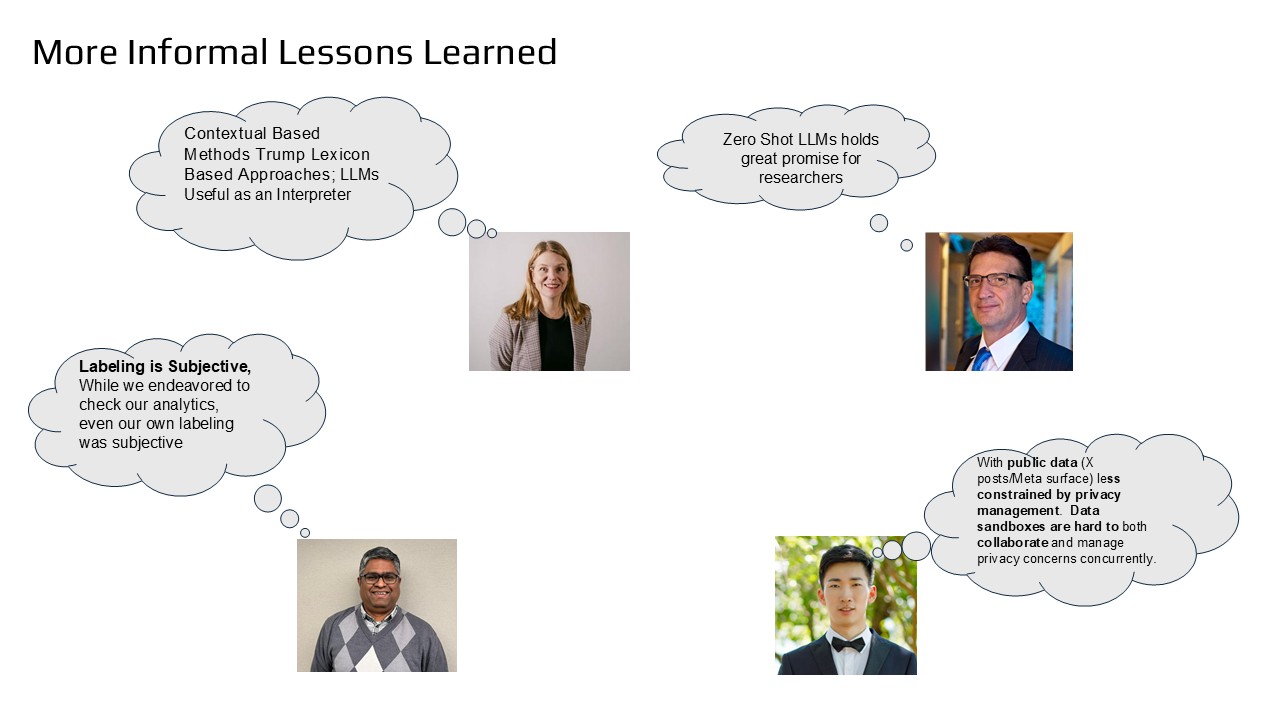 More Informal Lessons Learned
Contextual Based
Methods Trump Lexicon
Based Approaches; LLMs
Useful as an Interpreter
Zero Shot LLMs holds
great promise for
researchers
Labeling is Subjective,
While we endeavored to
check our analytics,
even our own labeling
was subjective
With public data (X
posts/Meta surface) less
constrained by privacy
management.  Data
sandboxes are hard to both
collaborate and manage
privacy concerns concurrently.